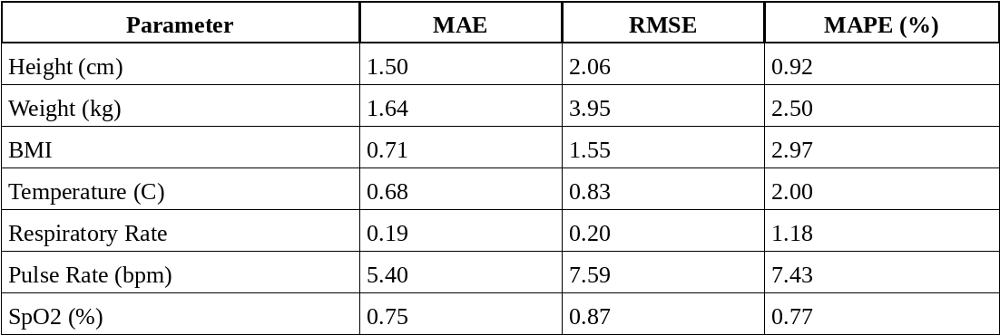 Parameter MAE RMSE MAPE (%)
Height (cm) 1.50 2.06 0.92
Weight (kg) 1.64 3.95 2.50
BMI 0.71 1.55 2.97
Temperature (C) 0.68 0.83 2.00
Respiratory Rate 0.19 0.20 1.18
Pulse Rate (bpm) 5.40 7.59 7.43
SpO2 (%) 0.75 0.87 0.77